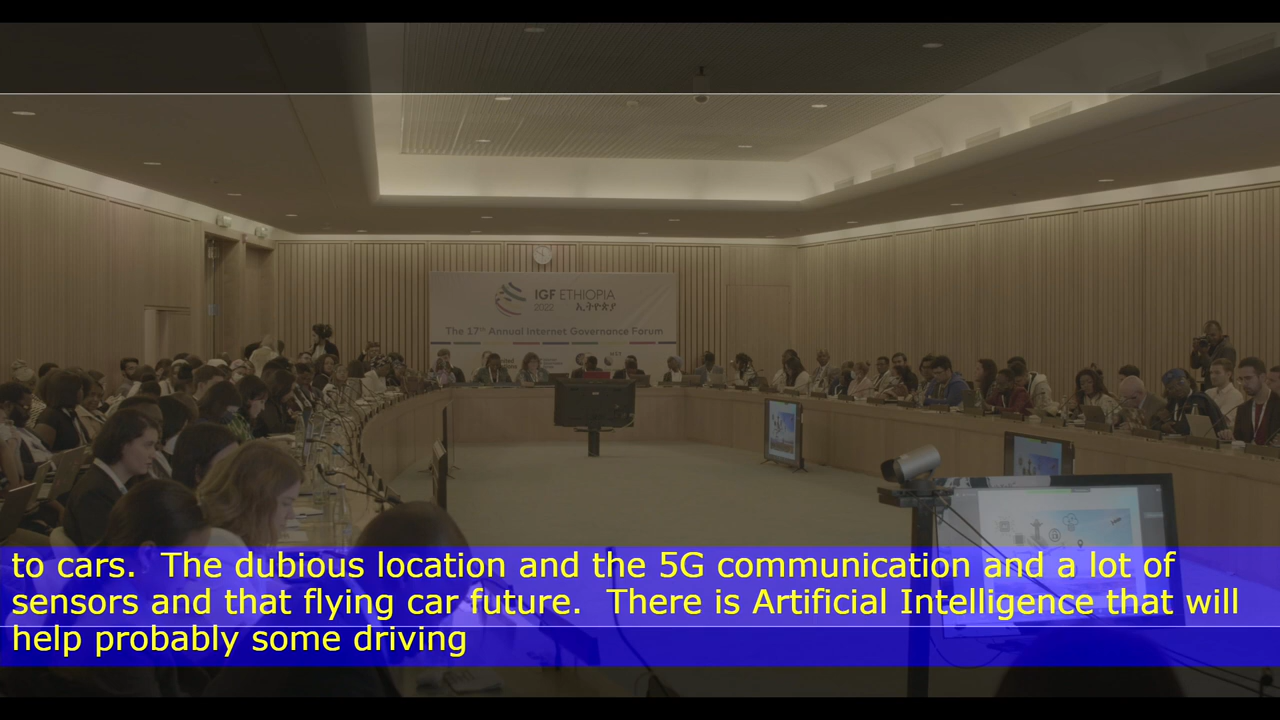 IGF ETHIOPIA
2022 ኢትዮጵያ
The 17th Annual Internet Governance Forum
to cars.  The dubious location and the 5G communication and a lot of
sensors and that flying car future.  There is Artificial Intelligence that will
help probably some driving